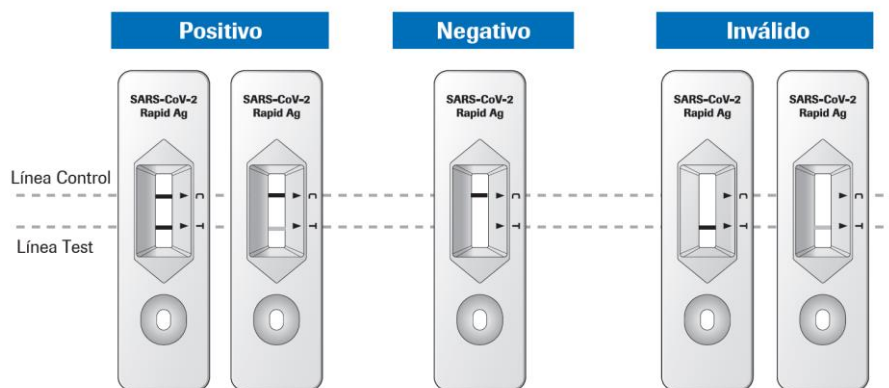 Positivo
Negativo
Inválido
SARS-CoV-2
Rapid Ag
SARS-CoV-2
Rapid Ag
SARS-CoV-2
Rapid Ag
SARS-CoV-2
Rapid Ag
SARS-CoV-2
Rapid Ag
Línea Control
C
C
C
C
C
T
T
T
T
T
Línea Test